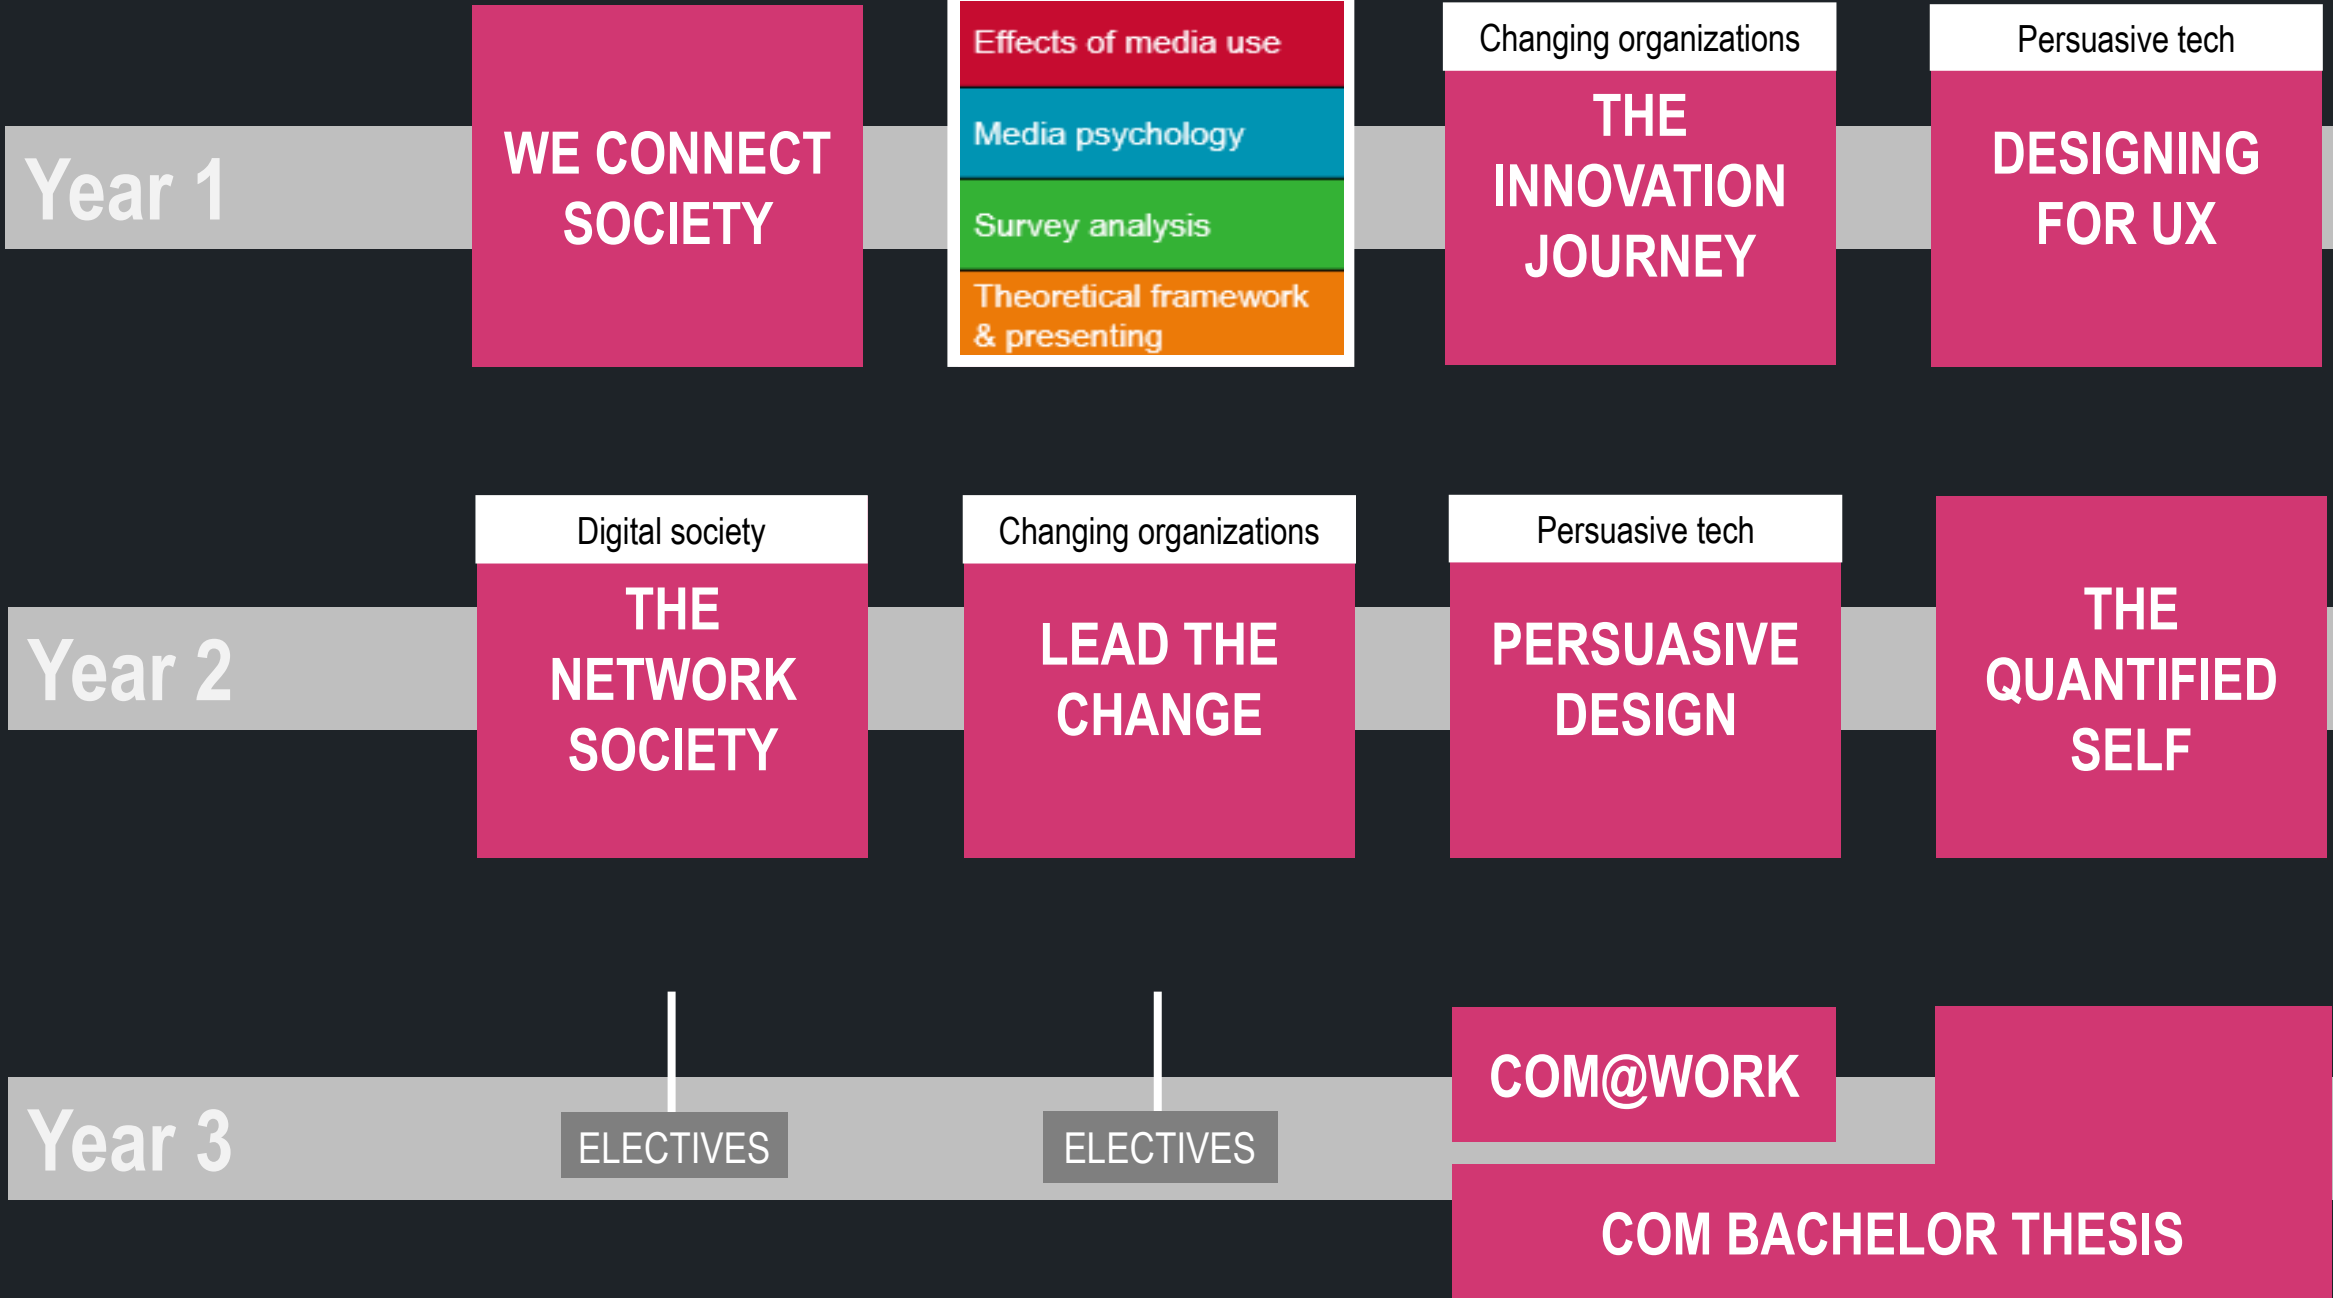 Year 1
WE CONNECT
SOCIETY
Effects of media use
Media psychology
Survey analysis
Theoretical framework
& presenting
Changing organizations
THE
INNOVATION
JOURNEY
Persuasive tech
DESIGNING
FOR UX
Year 2
Digital society
THE
NETWORK
SOCIETY
Changing organizations
LEAD THE
CHANGE
Persuasive tech
PERSUASIVE
DESIGN
THE
QUANTIFIED
SELF
Year 3
ELECTIVES
ELECTIVES
COM@WORK
COM BACHELOR THESIS